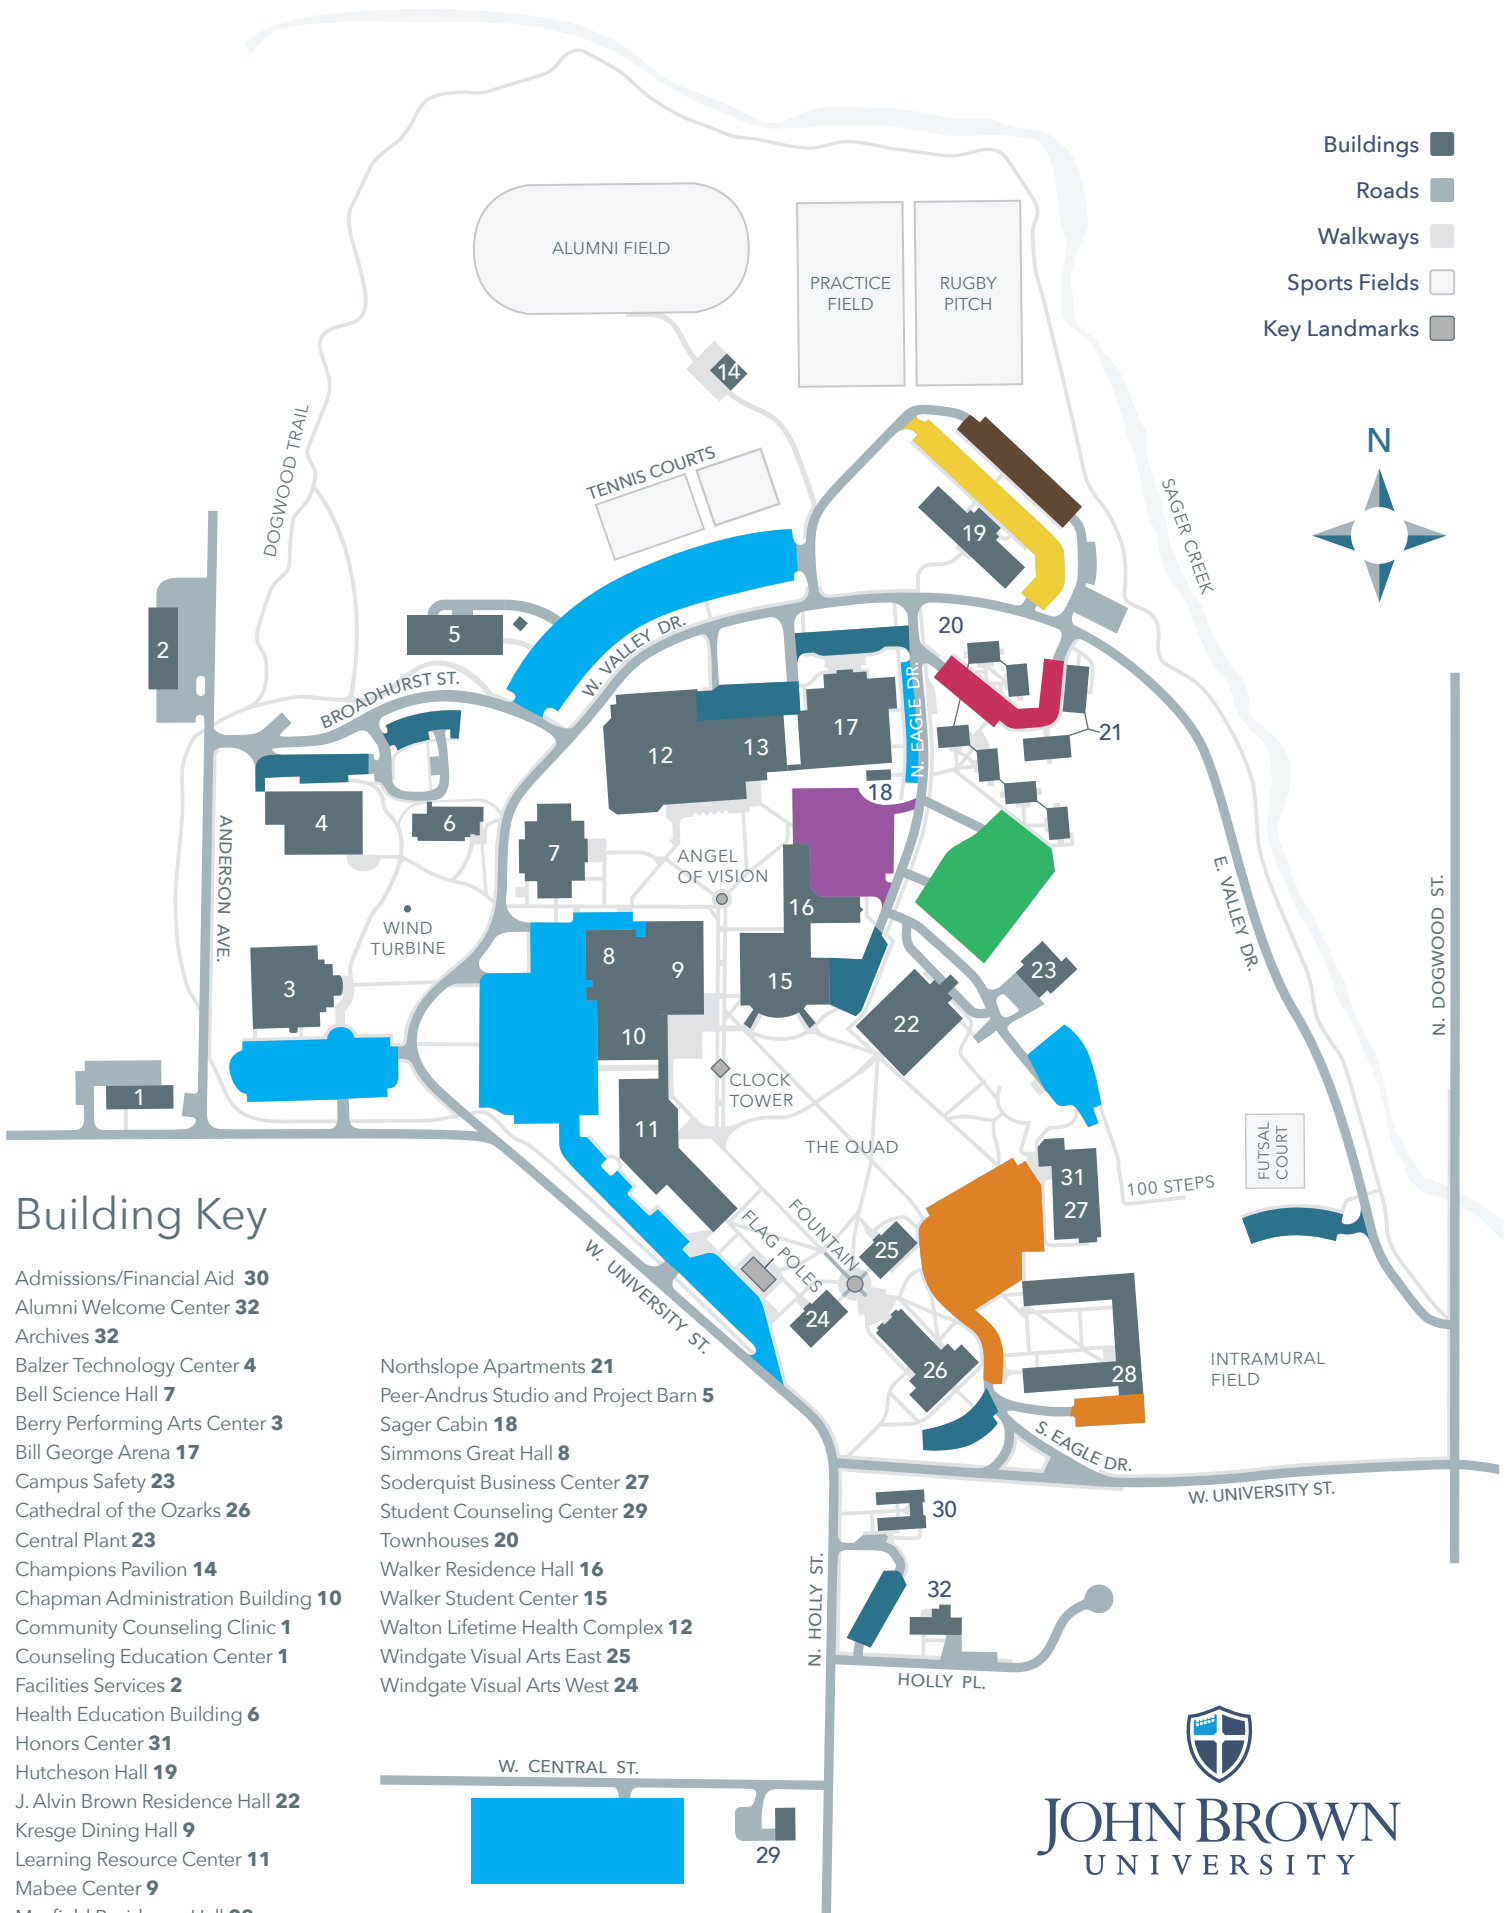 Buildings
Roads
Walkways
Sports Fields
Key Landmarks
N
ALUMNI FIELD
PRACTICE
FIELD
RUGBY
PITCH
14
TENNIS COURTS
DOGWOOD TRAIL
SAGER CREEK
19
2
5
20
W. VALLEY DR.
BROADHURST ST.
N. EAGLE DR.
21
12
13
17
18
4
6
7
ANDERSON AVE.
ANGEL
OF VISION
16
WIND
TURBINE
E. VALLEY DR.
N. DOGWOOD ST.
3
8
9
15
23
10
22
1
CLOCK
TOWER
11
THE QUAD
FUTSAL
COURT
31
27
100 STEPS
FOUNTAIN
FLAG POLES
25
24
W. UNIVERSITY ST.
26
28
INTRAMURAL
FIELD
S. EAGLE DR.
W. UNIVERSITY ST.
30
N. HOLLY ST.
32
HOLLY PL.
W. CENTRAL ST.
29
Building Key
Admissions/Financial Aid 30
Alumni Welcome Center 32
Archives 32
Balzer Technology Center 4
Bell Science Hall 7
Berry Performing Arts Center 3
Bill George Arena 17
Campus Safety 23
Cathedral of the Ozarks 26
Central Plant 23
Champions Pavilion 14
Chapman Administration Building 10
Community Counseling Clinic 1
Counseling Education Center 1
Facilities Services 2
Health Education Building 6
Honors Center 31
Hutcheson Hall 19
J. Alvin Brown Residence Hall 22
Kresge Dining Hall 9
Learning Resource Center 11
Mabee Center 9
Northslope Apartments 21
Peer-Andrus Studio and Project Barn 5
Sager Cabin 18
Simmons Great Hall 8
Soderquist Business Center 27
Student Counseling Center 29
Townhouses 20
Walker Residence Hall 16
Walker Student Center 15
Walton Lifetime Health Complex 12
Windgate Visual Arts East 25
Windgate Visual Arts West 24
JOHN BROWN
UNIVERSITY